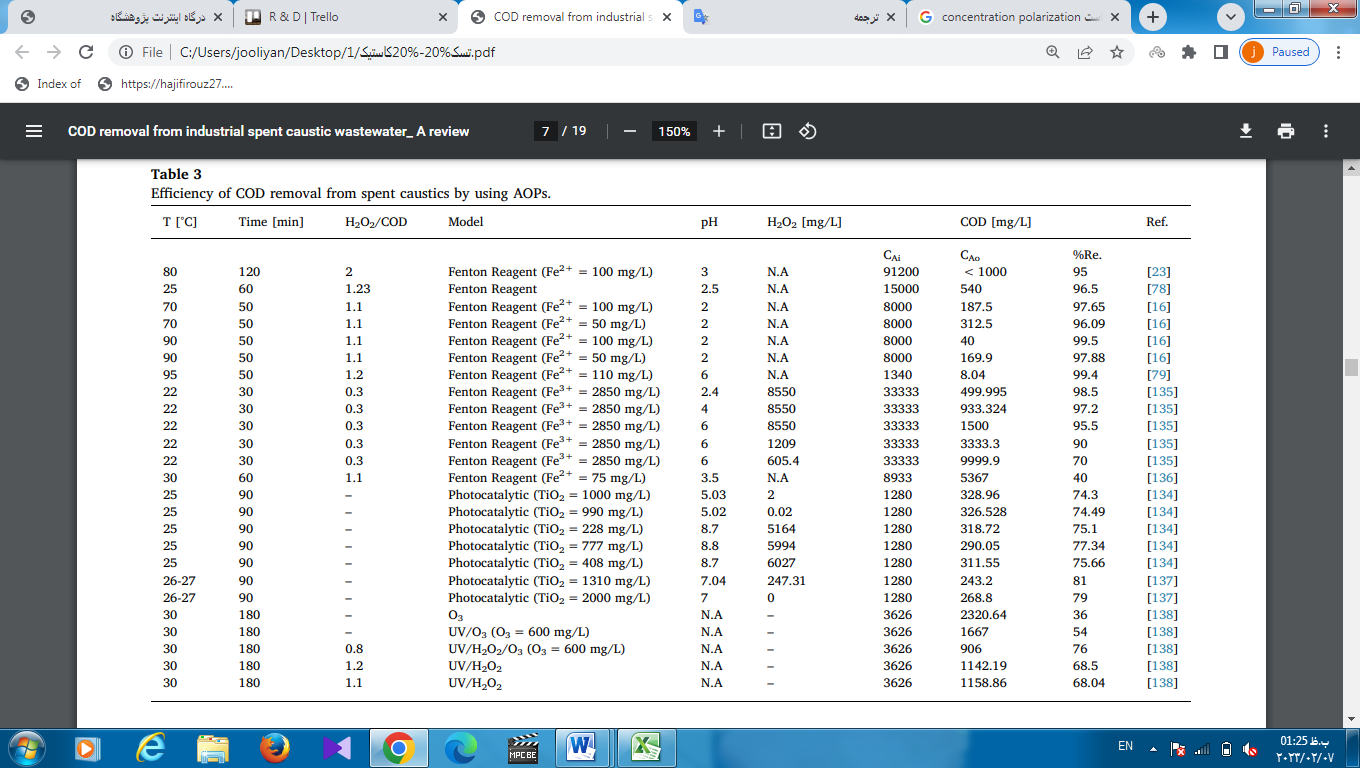 درگاه اینترنت پژوهشگاه
R & D | Trello
COD removal from industrial s
ترجمه
concentration polarization ست
File | C:/Users/jooliyan/Desktop/1/تسک%20-%20کاستیک.pdf
Paused
Index of
https://hajifirouz27....
COD removal from industrial spent caustic wastewater_ A review
7 / 19
150%
Table 3
Efficiency of COD removal from spent caustics by using AOPs.
T [°C] Time [min] H₂O₂/COD Model pH H₂O₂ [mg/L] COD [mg/L] Ref.
C_Ai C_Ao %Re.
80 120 2 Fenton Reagent (Fe²⁺ = 100 mg/L) 3 N.A 91200 < 1000 95 [23]
25 60 1.23 Fenton Reagent 2.5 N.A 15000 540 96.5 [78]
70 50 1.1 Fenton Reagent (Fe²⁺ = 100 mg/L) 2 N.A 8000 187.5 97.65 [16]
70 50 1.1 Fenton Reagent (Fe²⁺ = 50 mg/L) 2 N.A 8000 312.5 96.09 [16]
90 50 1.1 Fenton Reagent (Fe²⁺ = 100 mg/L) 2 N.A 8000 40 99.5 [16]
90 50 1.1 Fenton Reagent (Fe²⁺ = 50 mg/L) 2 N.A 8000 169.9 97.88 [16]
95 50 1.2 Fenton Reagent (Fe²⁺ = 110 mg/L) 6 N.A 1340 8.04 99.4 [79]
22 30 0.3 Fenton Reagent (Fe³⁺ = 2850 mg/L) 2.4 8550 33333 499.995 98.5 [135]
22 30 0.3 Fenton Reagent (Fe³⁺ = 2850 mg/L) 4 8550 33333 933.324 97.2 [135]
22 30 0.3 Fenton Reagent (Fe³⁺ = 2850 mg/L) 6 8550 33333 1500 95.5 [135]
22 30 0.3 Fenton Reagent (Fe³⁺ = 2850 mg/L) 6 1209 33333 3333.3 90 [135]
22 30 0.3 Fenton Reagent (Fe³⁺ = 2850 mg/L) 6 605.4 33333 9999.9 70 [135]
30 60 1.1 Fenton Reagent (Fe²⁺ = 75 mg/L) 3.5 N.A 8933 5367 40 [136]
25 90 – Photocatalytic (TiO₂ = 1000 mg/L) 5.03 2 1280 328.96 74.3 [134]
25 90 – Photocatalytic (TiO₂ = 990 mg/L) 5.02 0.02 1280 326.528 74.49 [134]
25 90 – Photocatalytic (TiO₂ = 228 mg/L) 8.7 5164 1280 318.72 75.1 [134]
25 90 – Photocatalytic (TiO₂ = 777 mg/L) 8.8 5994 1280 290.05 77.34 [134]
25 90 – Photocatalytic (TiO₂ = 408 mg/L) 8.7 6027 1280 311.55 75.66 [134]
26-27 90 – Photocatalytic (TiO₂ = 1310 mg/L) 7.04 247.31 1280 243.2 81 [137]
26-27 90 – Photocatalytic (TiO₂ = 2000 mg/L) 7 0 1280 268.8 79 [137]
30 180 – O₃ N.A – 3626 2320.64 36 [138]
30 180 – UV/O₃ (O₃ = 600 mg/L) N.A – 3626 1667 54 [138]
30 180 0.8 UV/H₂O₂/O₃ (O₃ = 600 mg/L) N.A – 3626 906 76 [138]
30 180 1.2 UV/H₂O₂ N.A – 3626 1142.19 68.5 [138]
30 180 1.1 UV/H₂O₂ N.A – 3626 1158.86 68.04 [138]
MPC BE
EN
01:25 ب.ظ
۲۰۲۳/۰۲/۰۷